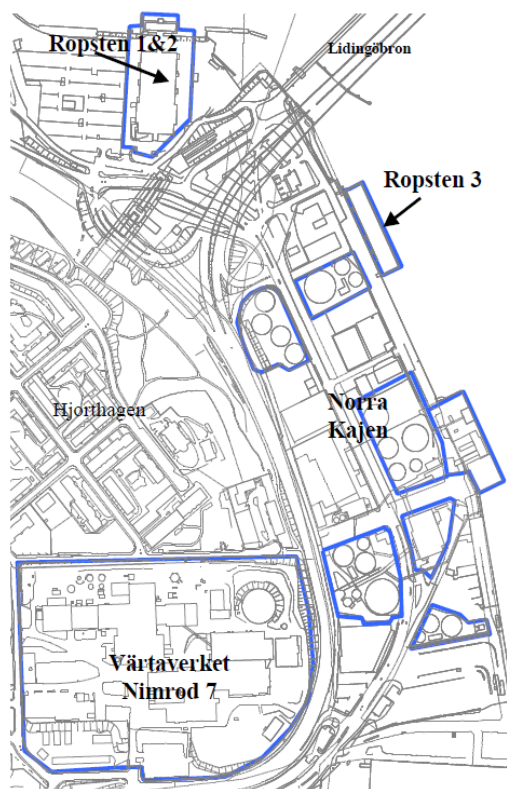 Ropsten 1&2
Lidingöbron
Ropsten 3
Norra
Kajen
Hjorthagen
Värtaverket
Nimrod 7